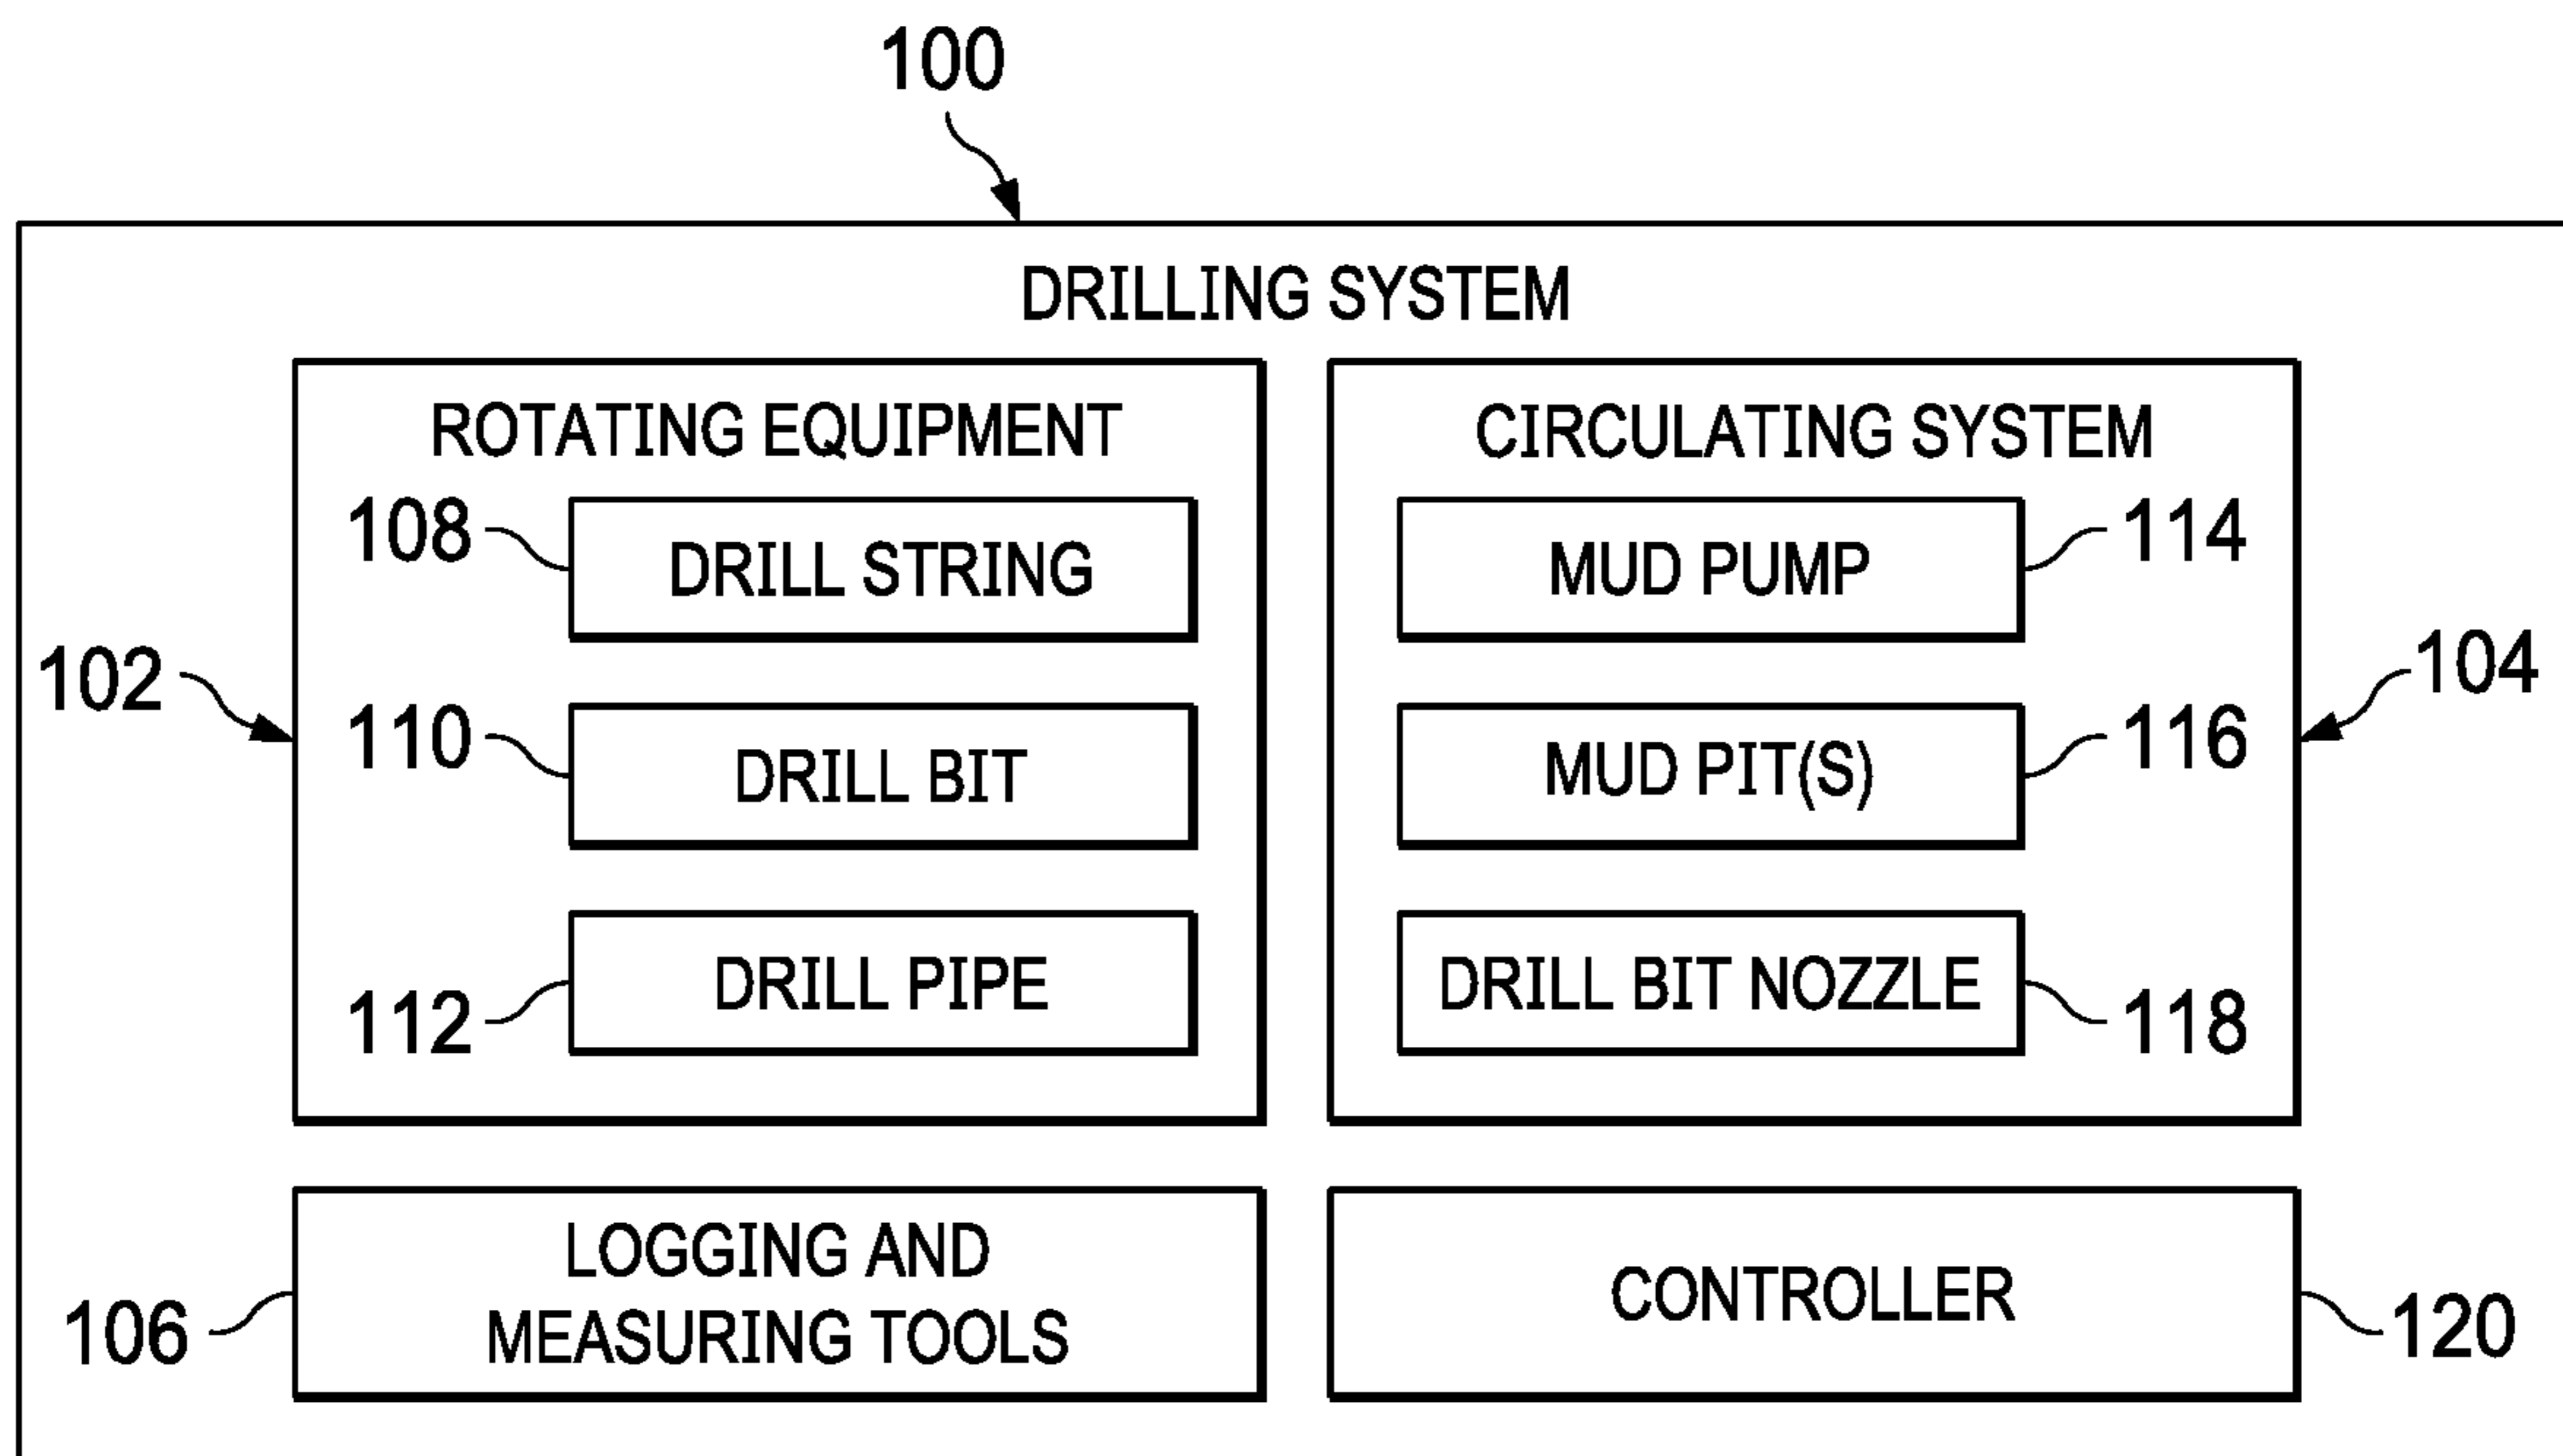 100
DRILLING SYSTEM
ROTATING EQUIPMENT
108
DRILL STRING
102
110
DRILL BIT
112
DRILL PIPE
CIRCULATING SYSTEM
MUD PUMP
114
MUD PIT(S)
116
104
DRILL BIT NOZZLE
118
106
LOGGING AND
MEASURING TOOLS
CONTROLLER
120